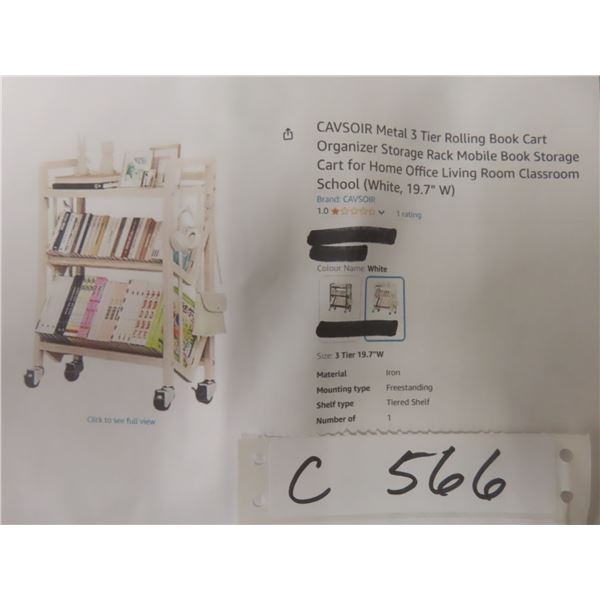 CAVSOIR Metal 3 Tier Rolling Book Cart
Organizer Storage Rack Mobile Book Storage
Cart for Home Office Living Room Classroom
School (White, 19.7" W)
Brand: CAVSOIR
1.0 1 rating
Colour Name: White
Size: 3 Tier 19.7"W
Material Iron
Mounting type Freestanding
Shelf type Tiered Shelf
Number of 1
Click to see full view
C 566